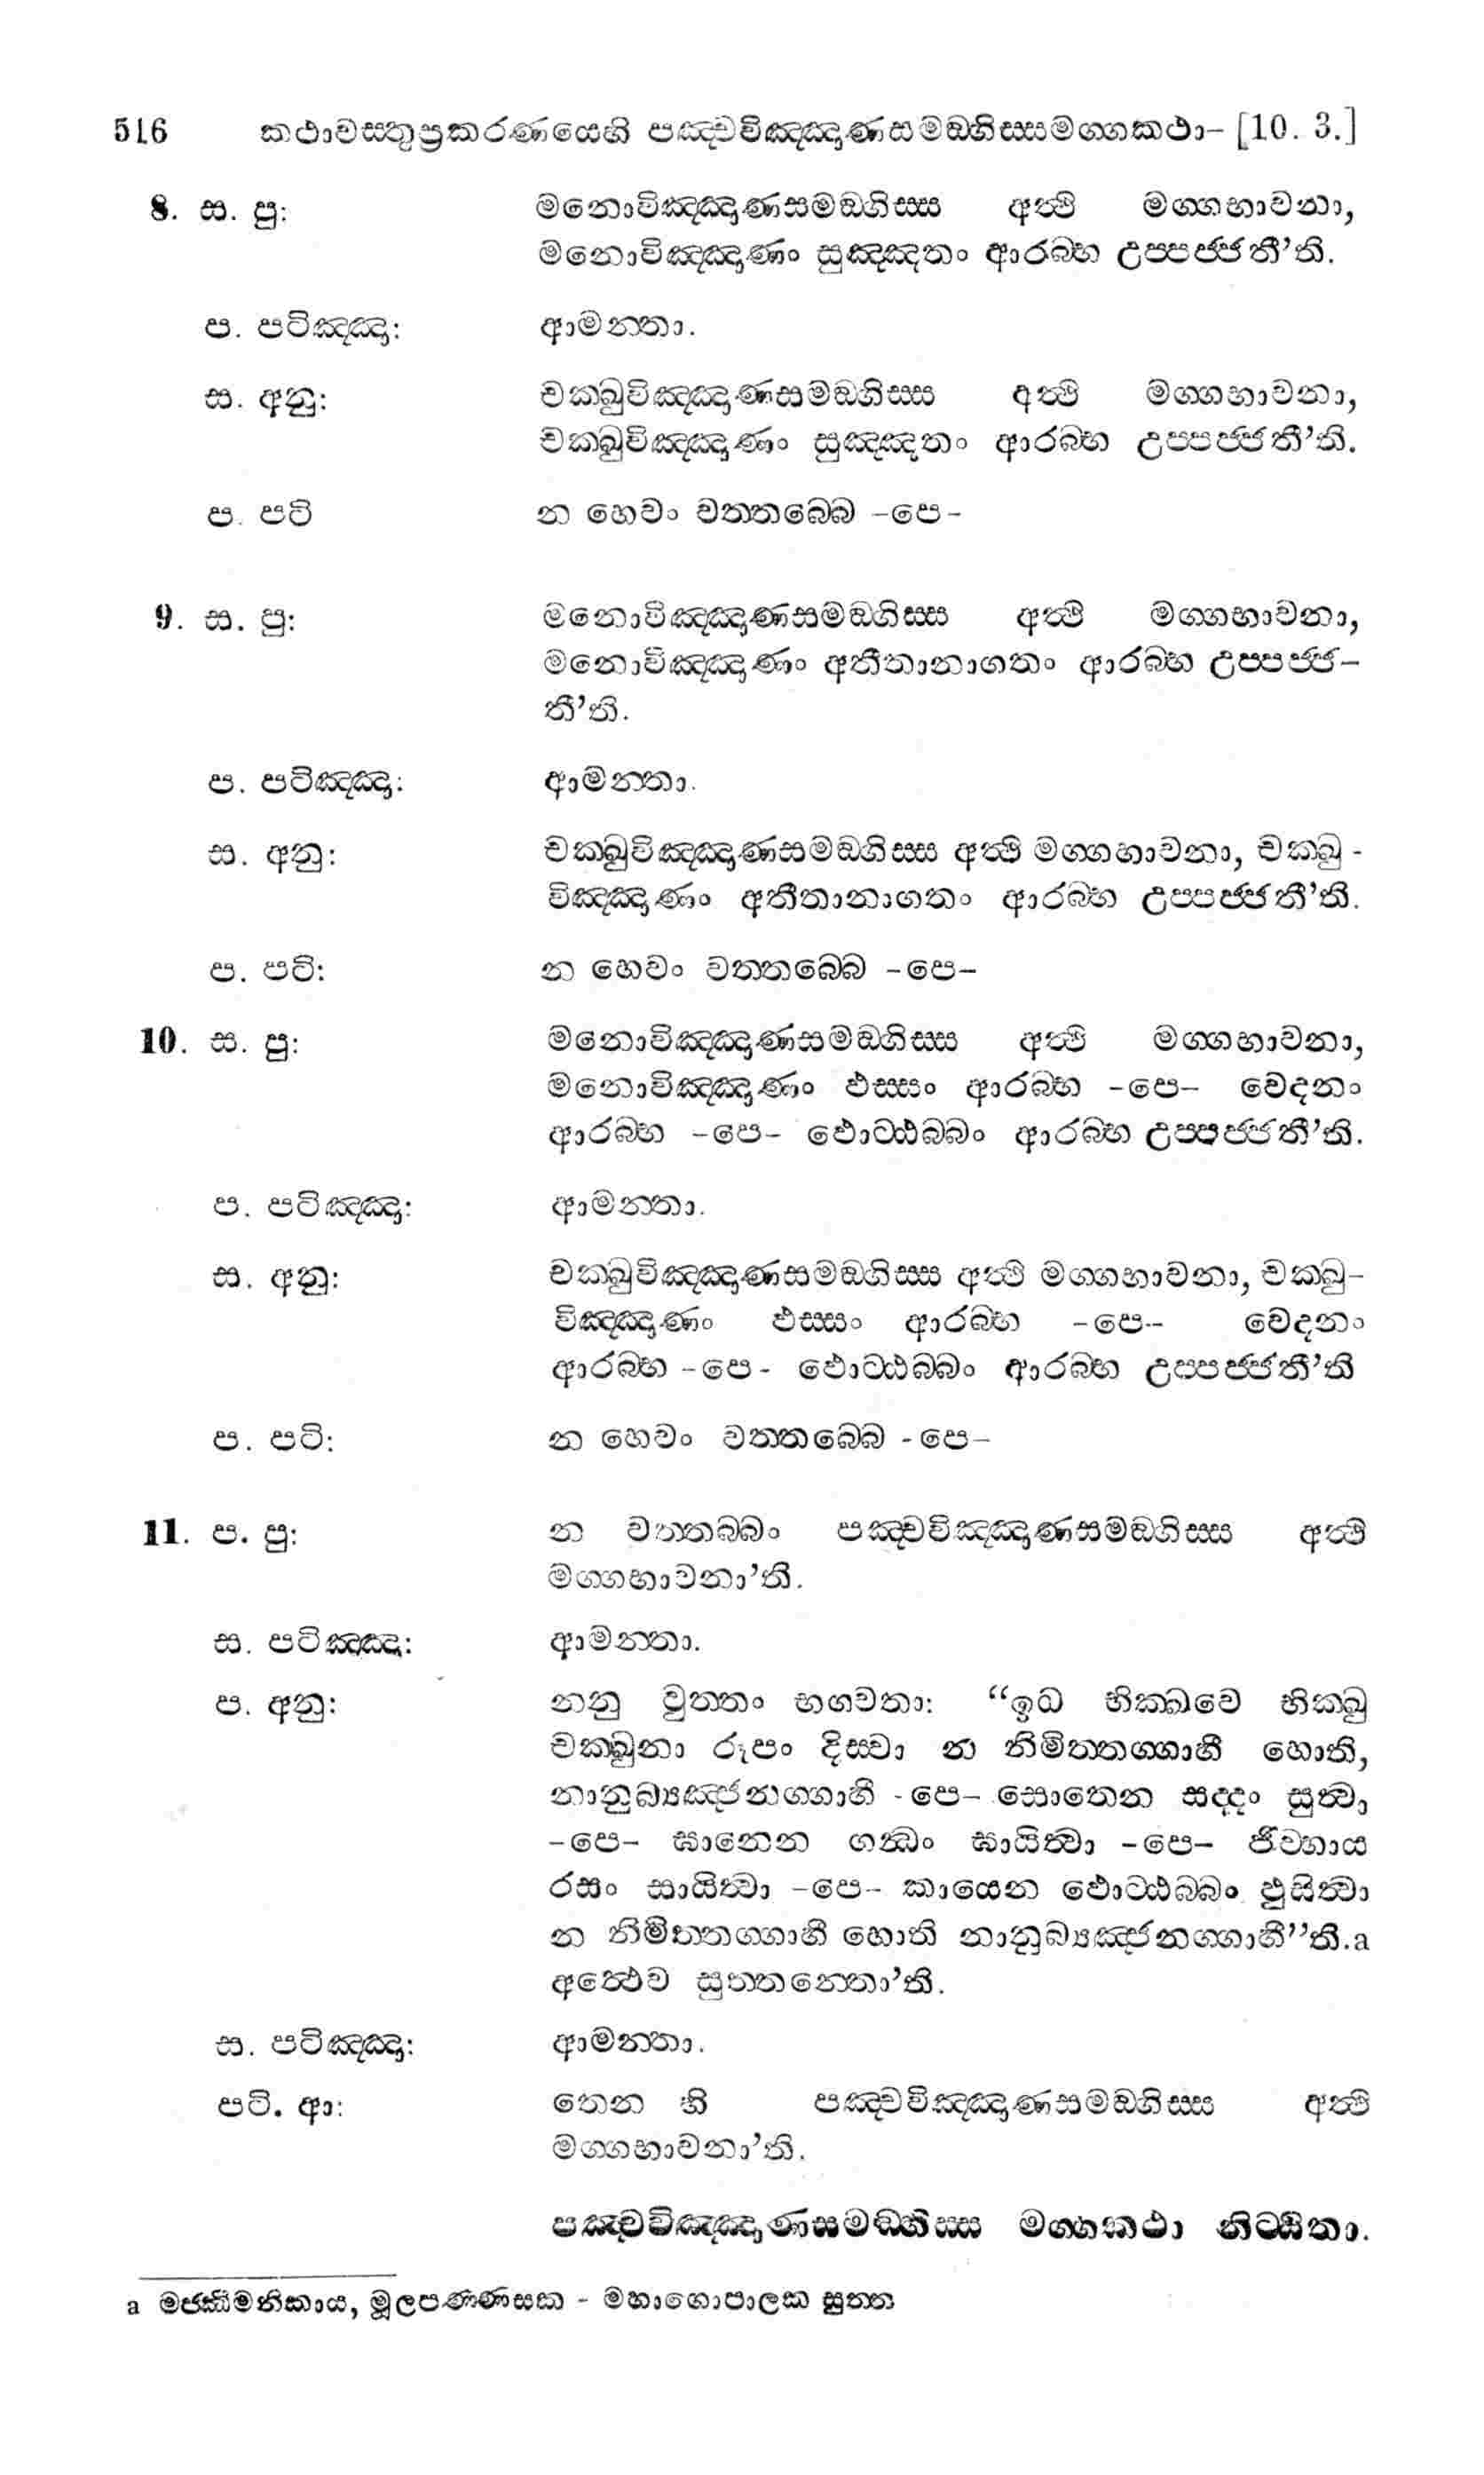 516 කථාවස්තුප්‍රකරණයෙහි පඤ්චවිඤ්ඤාණසමඞ්ගිස්සමග්ගකථා– [10. 3.]
8. ස. පු: මනොවිඤ්ඤාණසමඞ්ගිස්ස අත්ථි මග්ගභාවනා,
මනොවිඤ්ඤාණං සුඤ්ඤතං ආරබ්භ උප්පජ්ජතී’ති.
ප. පටිඤ්ඤා: ආමන්තා.
ස. අනු: චක්ඛුවිඤ්ඤාණසමඞ්ගිස්ස අත්ථි මග්ගභාවනා,
චක්ඛුවිඤ්ඤාණං සුඤ්ඤතං ආරබ්භ උප්පජ්ජතී’ති.
ප. පටි න හෙවං වත්තබ්බෙ –පෙ–
9. ස. පු: මනොවිඤ්ඤාණසමඞ්ගිස්ස අත්ථි මග්ගභාවනා,
මනොවිඤ්ඤාණං අතීතානාගතං ආරබ්භ උප්පජ්ජ–
තී’ති.
ප. පටිඤ්ඤා: ආමන්තා.
ස. අනු: චක්ඛුවිඤ්ඤාණසමඞ්ගිස්ස අත්ථි මග්ගභාවනා, චක්ඛු-
විඤ්ඤාණං අතීතානාගතං ආරබ්භ උප්පජ්ජතී’ති.
ප. පටි: න හෙවං වත්තබ්බෙ –පෙ–
10. ස. පු: මනොවිඤ්ඤාණසමඞ්ගිස්ස අත්ථි මග්ගභාවනා,
මනොවිඤ්ඤාණං ඵස්සං ආරබ්භ –පෙ– වෙදනං
ආරබ්භ –පෙ– ඵොට්ඨබ්බං ආරබ්භ උප්පජ්ජතී’ති.
ප. පටිඤ්ඤා: ආමන්තා.
ස. අනු: චක්ඛුවිඤ්ඤාණසමඞ්ගිස්ස අත්ථි මග්ගභාවනා, චක්ඛු–
විඤ්ඤාණං ඵස්සං ආරබ්භ –පෙ– වෙදනං
ආරබ්භ –පෙ- ඵොට්ඨබ්බං ආරබ්භ උප්පජ්ජතී’ති
ප. පටි: න හෙවං වත්තබ්බෙ -පෙ–
11. ප. පු: න වත්තබ්බං පඤ්චවිඤ්ඤාණසමඞ්ගිස්ස අත්ථි
මග්ගභාවනා’ති.
ස. පටිඤ්ඤා: ආමන්තා.
ප. අනු: නනු වුත්තං භගවතා: “ඉධ භික්ඛවෙ භික්ඛු
චක්ඛුනා රූපං දිස්වා න නිමිත්තග්ගාහී හොති,
නානුබ්‍යඤ්ජනග්ගාහී -පෙ– සොතෙන සද්දං සුත්වා
–පෙ– ඝානෙන ගන්ධං ඝායිත්වා –පෙ– ජිව්හාය
රසං සායිත්වා –පෙ– කායෙන ඵොට්ඨබ්බං ඵුසිත්වා
න නිමිත්තග්ගාහී හොති නානුබ්‍යඤ්ජනග්ගාහී”ති.a
අත්ථෙව සුත්තන්තො’ති.
ස. පටිඤ්ඤා: ආමන්තා.
පටි. ආ: තෙන හි පඤ්චවිඤ්ඤාණසමඞ්ගිස්ස අත්ථි
මග්ගභාවනා’ති.
පඤ්චවිඤ්ඤාණසමඞ්ගිස්ස මග්ගකථා නිට්ඨිතා.
a මජ්ඣිමනිකාය, මූලපණ්ණාසක - මහාගොපාලක සුත්ත